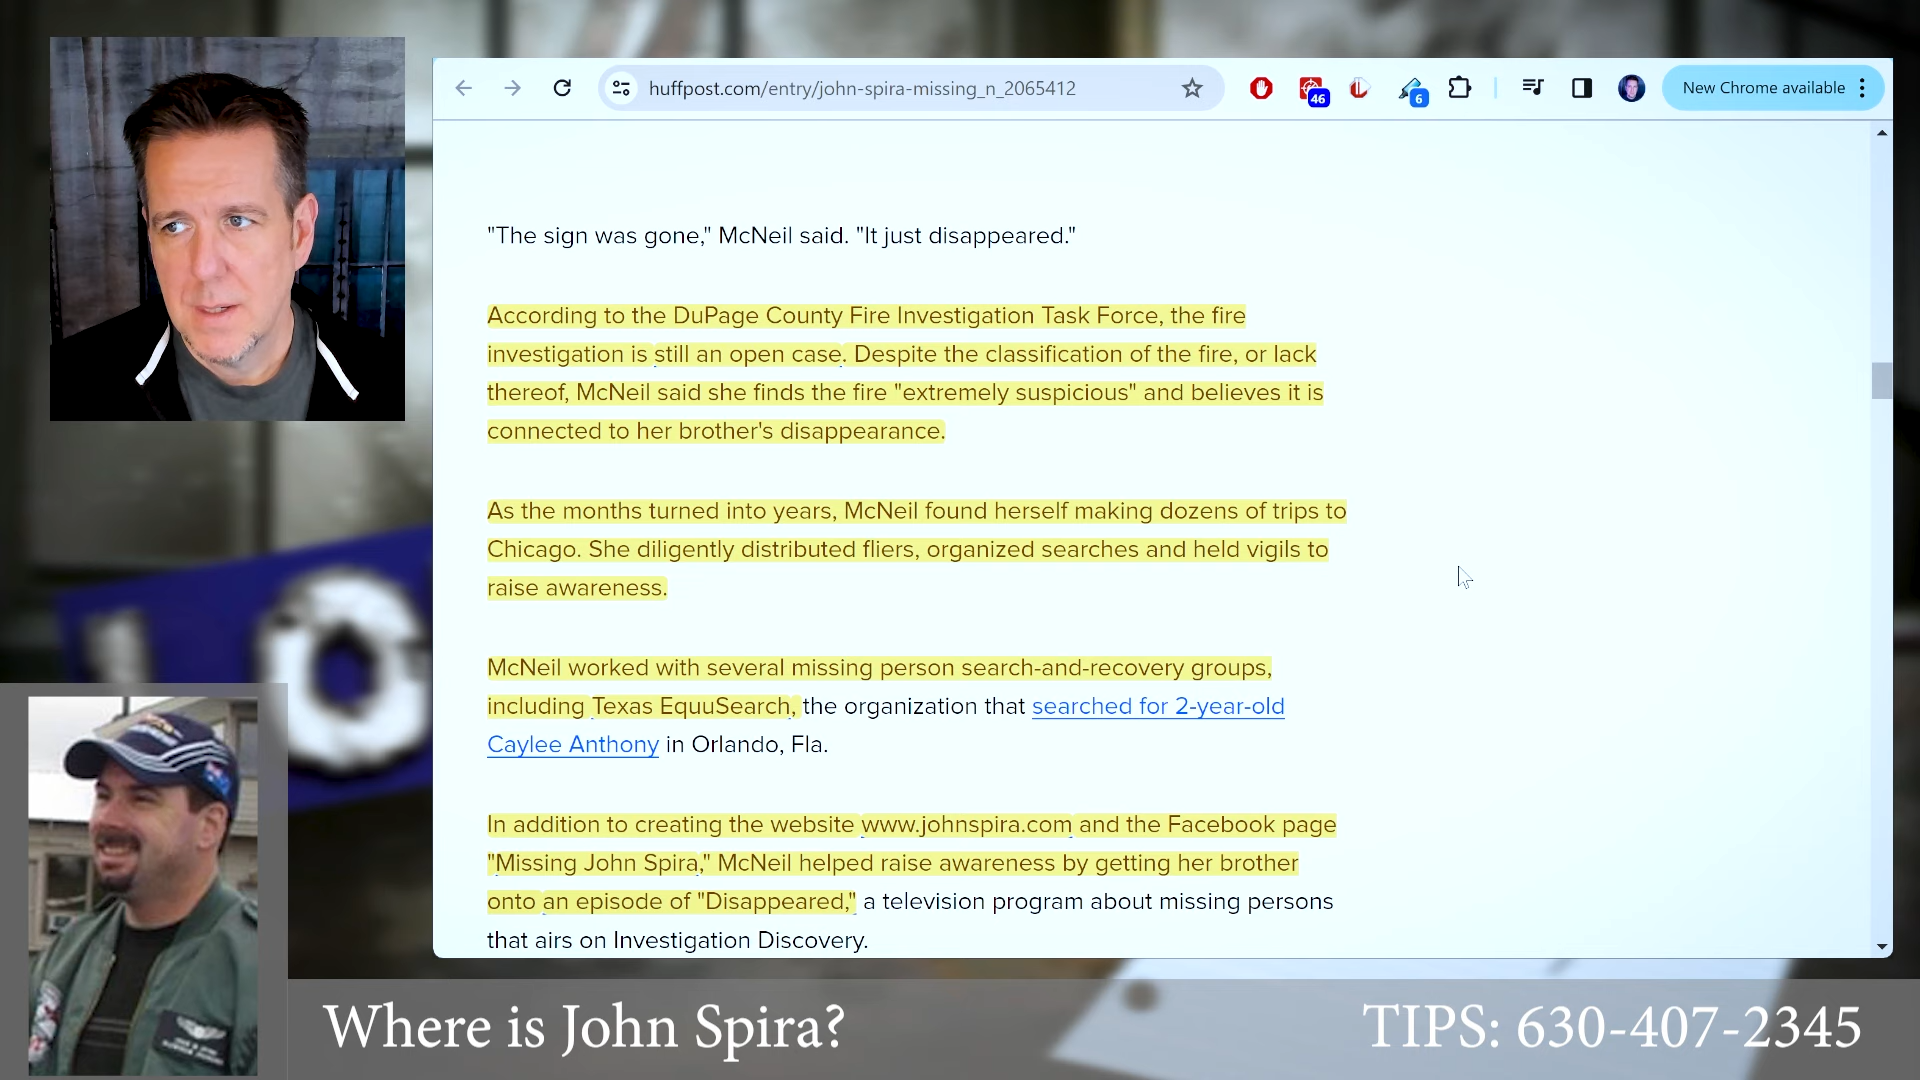 huffpost.com/entry/john-spira-missing_n_2065412
46
6
New Chrome available
"The sign was gone," McNeil said. "It just disappeared."
According to the DuPage County Fire Investigation Task Force, the fire
investigation is still an open case. Despite the classification of the fire, or lack
thereof, McNeil said she finds the fire "extremely suspicious" and believes it is
connected to her brother's disappearance.
As the months turned into years, McNeil found herself making dozens of trips to
Chicago. She diligently distributed fliers, organized searches and held vigils to
raise awareness.
McNeil worked with several missing person search-and-recovery groups,
including Texas EquuSearch, the organization that searched for 2-year-old
Caylee Anthony in Orlando, Fla.
In addition to creating the website www.johnspira.com and the Facebook page
"Missing John Spira," McNeil helped raise awareness by getting her brother
onto an episode of "Disappeared," a television program about missing persons
that airs on Investigation Discovery.
Where is John Spira?
TIPS: 630-407-2345